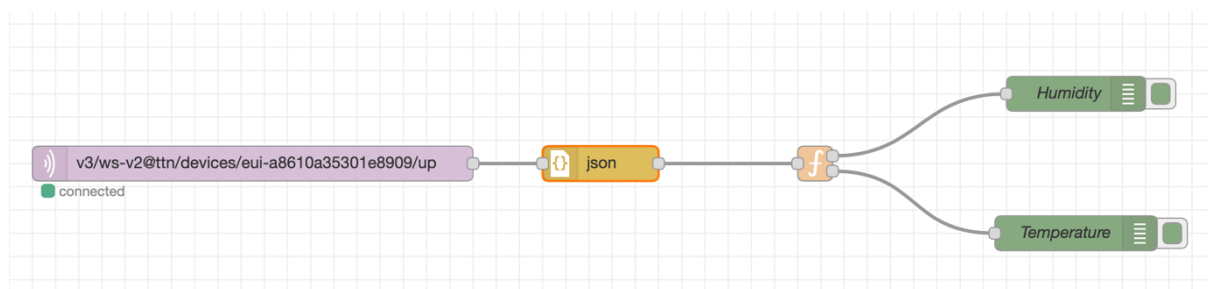 Humidity
v3/ws-v2@ttn/devices/eui-a8610a35301e8909/up
json
connected
Temperature